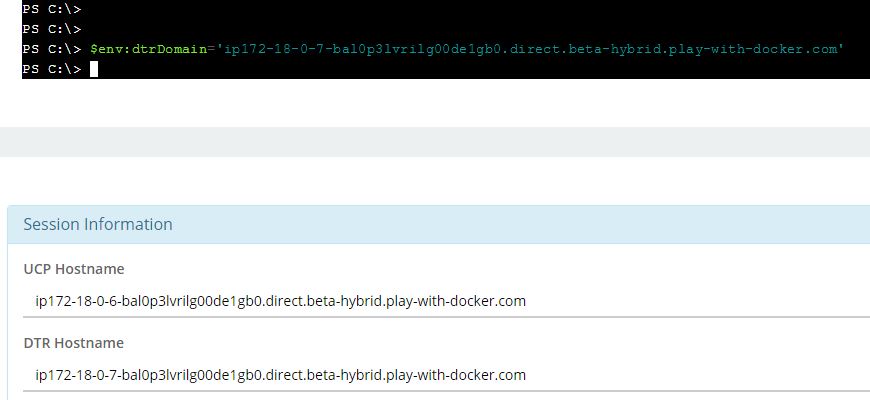 PS C:\>
PS C:\>
PS C:\> $env:dtrDomain='ip172-18-0-7-bal0p3lvrilg00de1gb0.direct.beta-hybrid.play-with-docker.com'
PS C:\>
Session Information
UCP Hostname
ip172-18-0-6-bal0p3lvrilg00de1gb0.direct.beta-hybrid.play-with-docker.com
DTR Hostname
ip172-18-0-7-bal0p3lvrilg00de1gb0.direct.beta-hybrid.play-with-docker.com